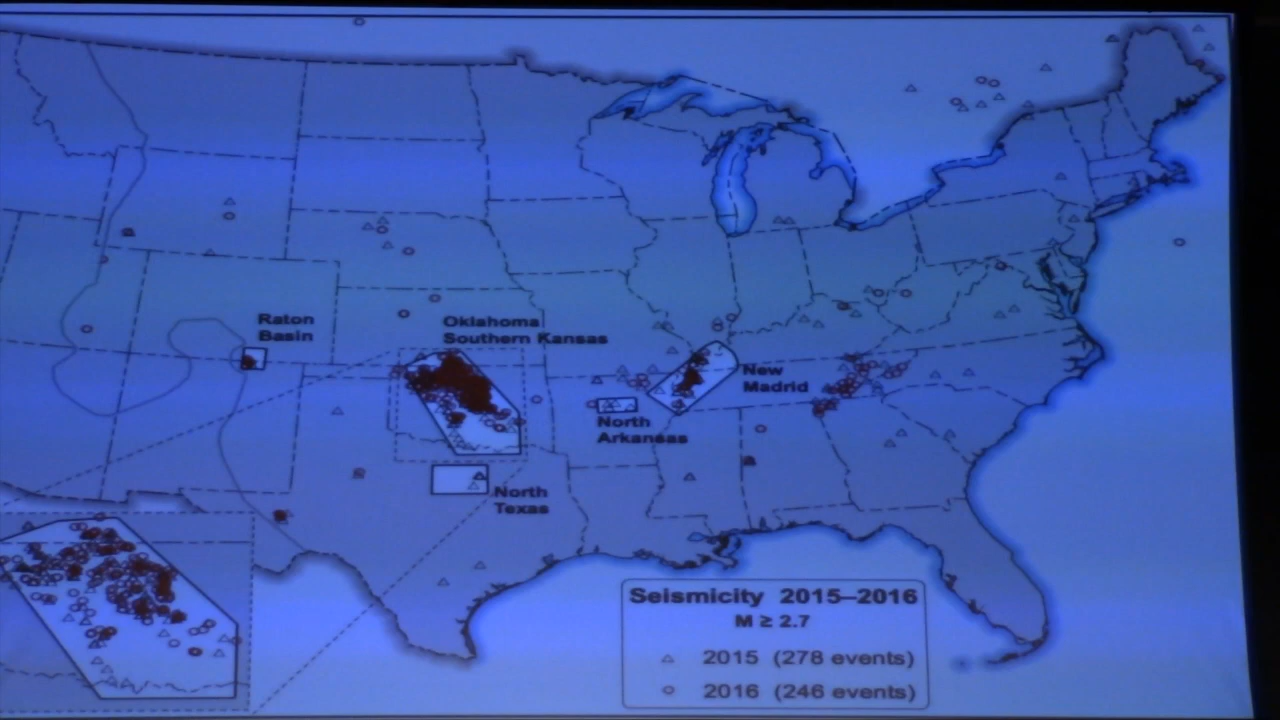 Raton
Basin
Oklahoma
Southern Kansas
New
Madrid
North
Arkansas
North
Texas
Seismicity 2015–2016
M ≥ 2.7
2015 (278 events)
2016 (246 events)